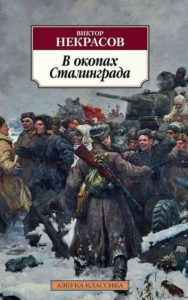 ВИКТОР
НЕКРАСОВ
В окопах
Сталинграда
АЗБУКА-КЛАССИКА